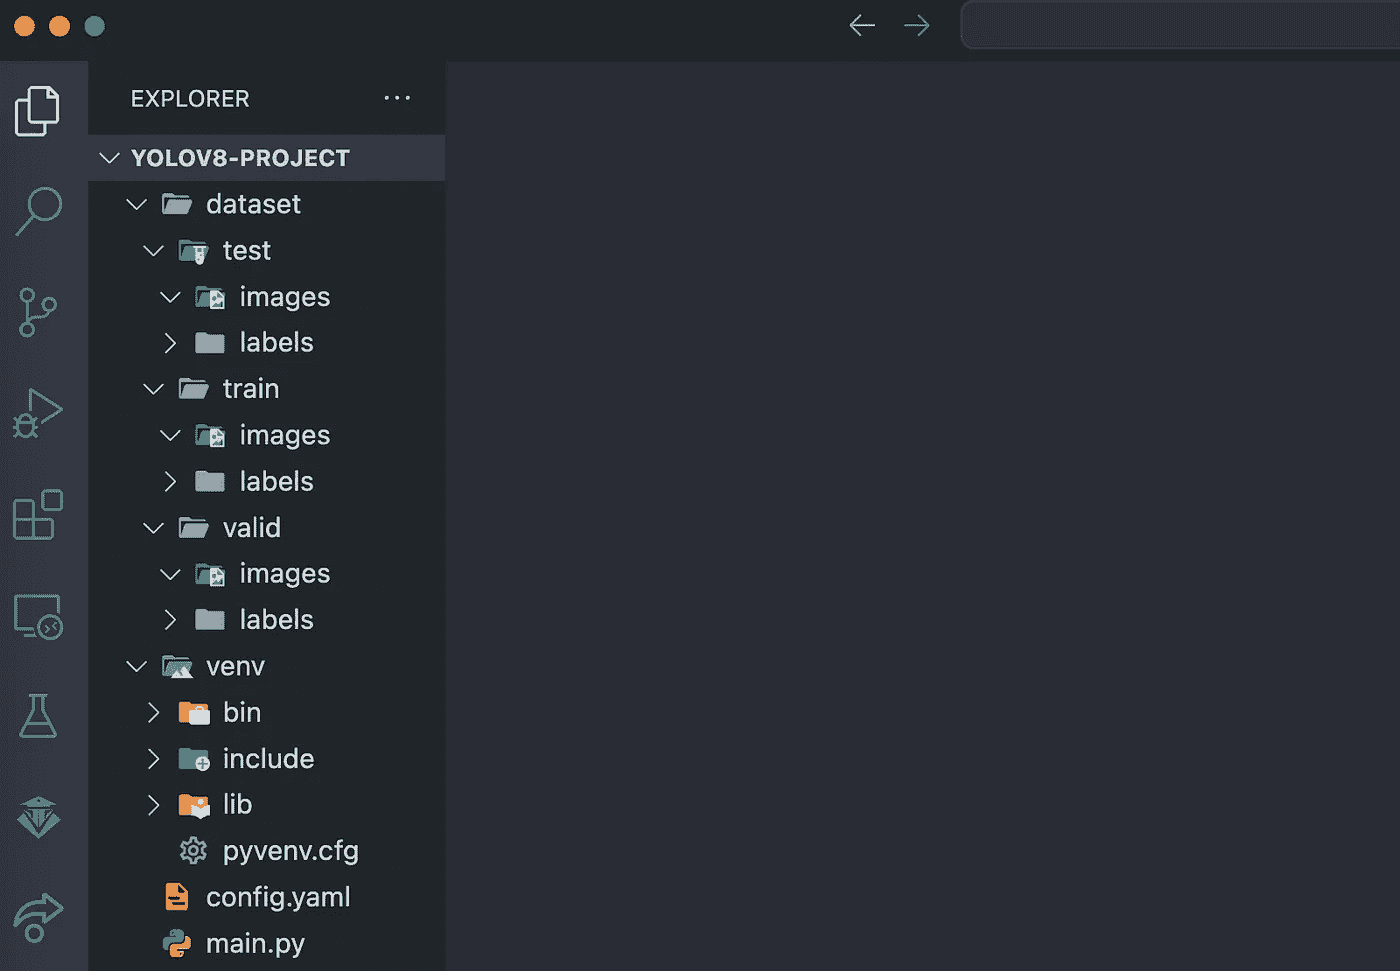 EXPLORER
YOLOV8-PROJECT
dataset
test
images
labels
train
images
labels
valid
images
labels
venv
bin
include
lib
pyvenv.cfg
config.yaml
main.py